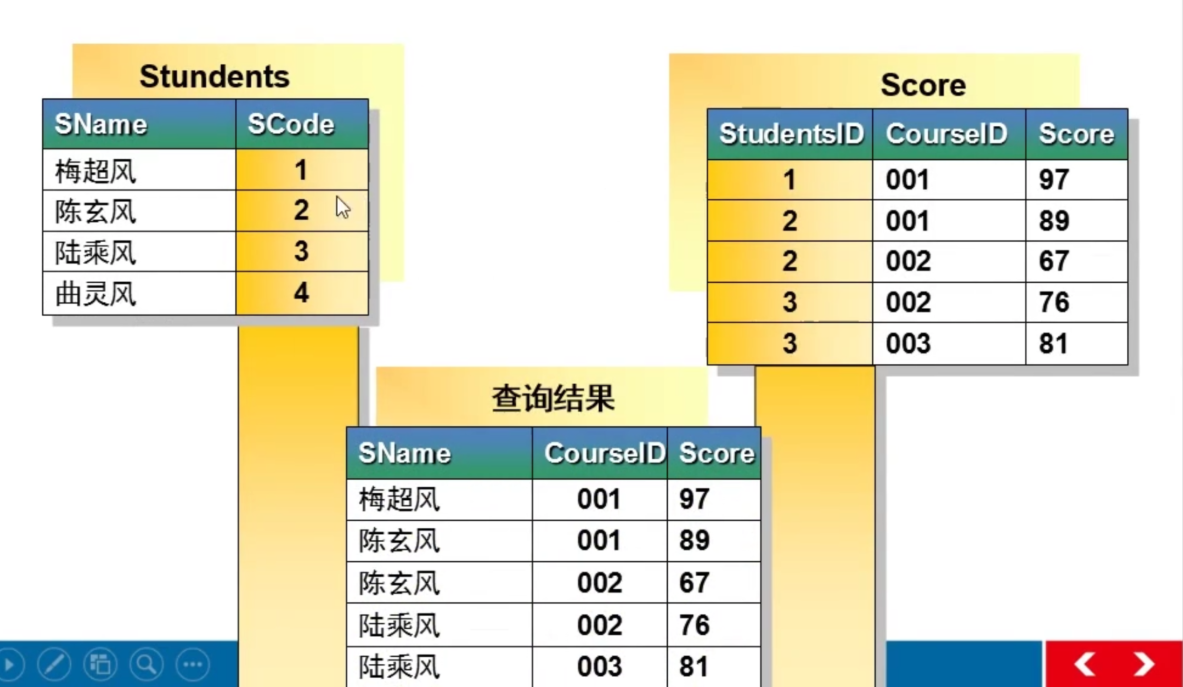 Stundents
SName SCode
梅超风 1
陈玄风 2
陆乘风 3
曲灵风 4
Score
StudentsID CourseID Score
1 001 97
2 001 89
2 002 67
3 002 76
3 003 81
查询结果
SName CourseID Score
梅超风 001 97
陈玄风 001 89
陈玄风 002 67
陆乘风 002 76
陆乘风 003 81